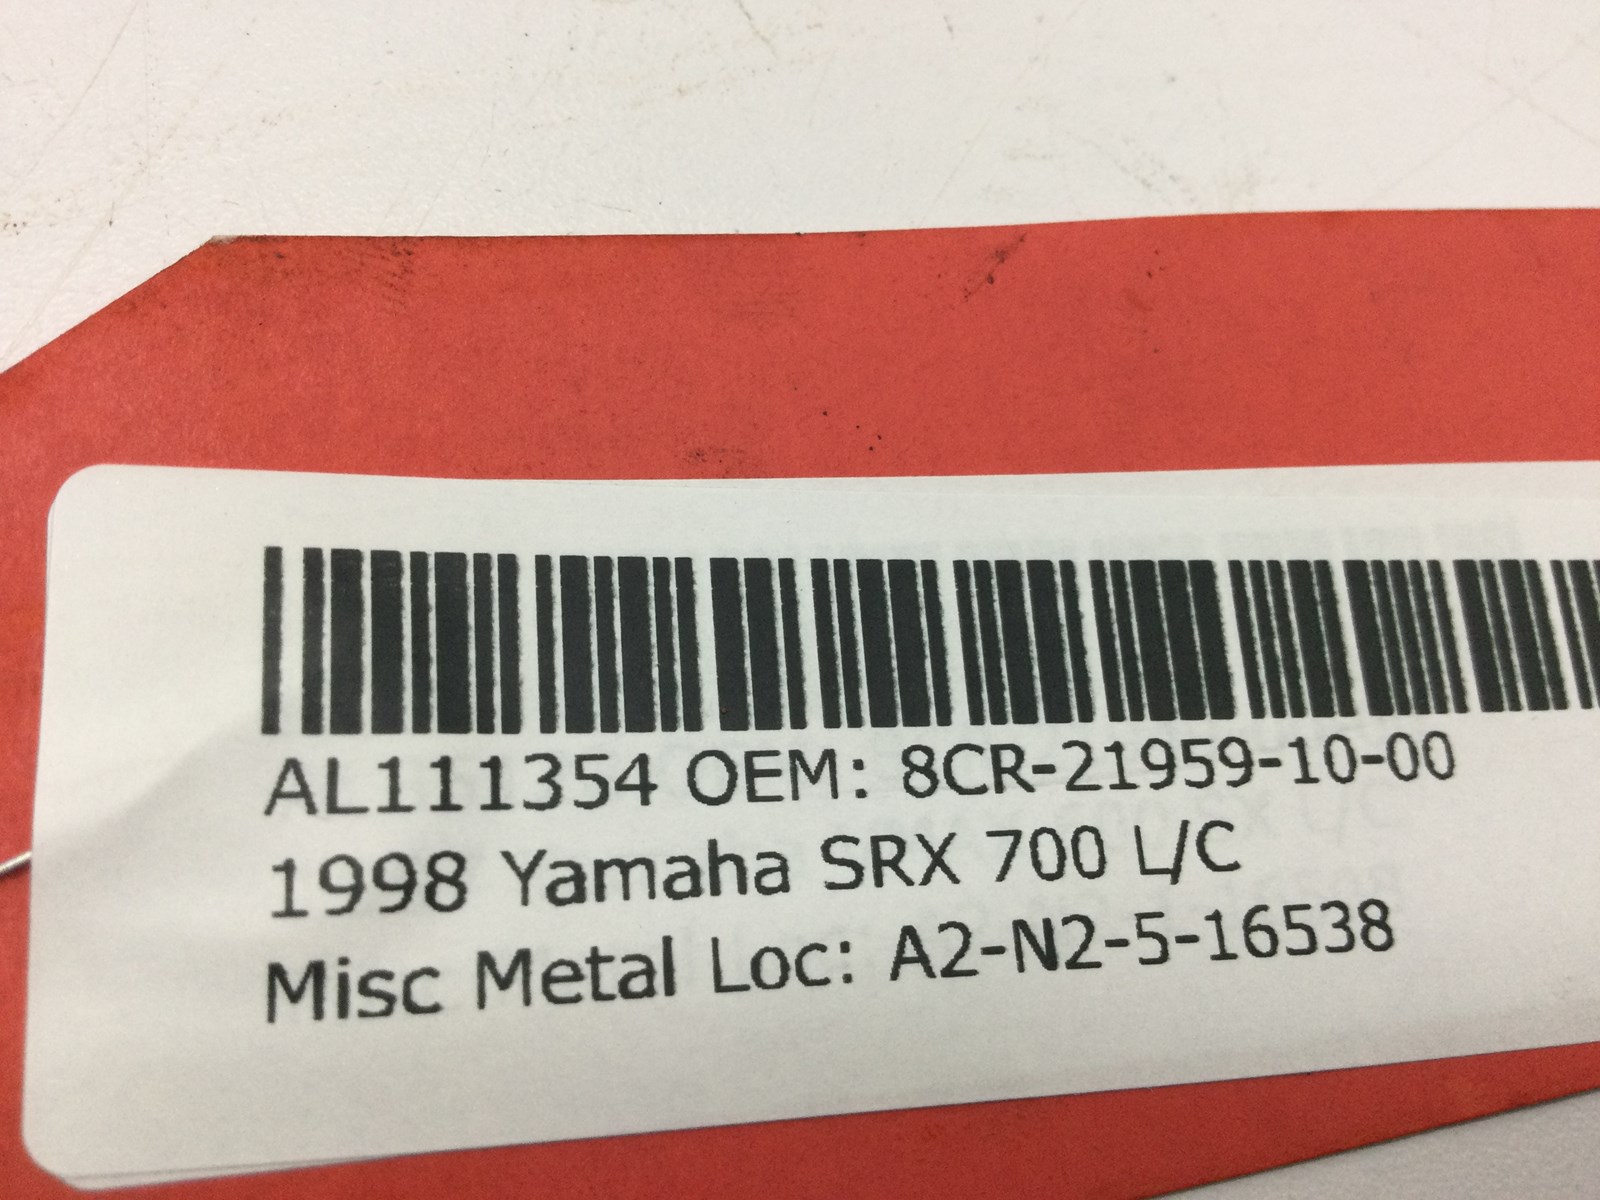 AL111354 OEM: 8CR-21959-10-00
1998 Yamaha SRX 700 L/C
Misc Metal Loc: A2-N2-5-16538